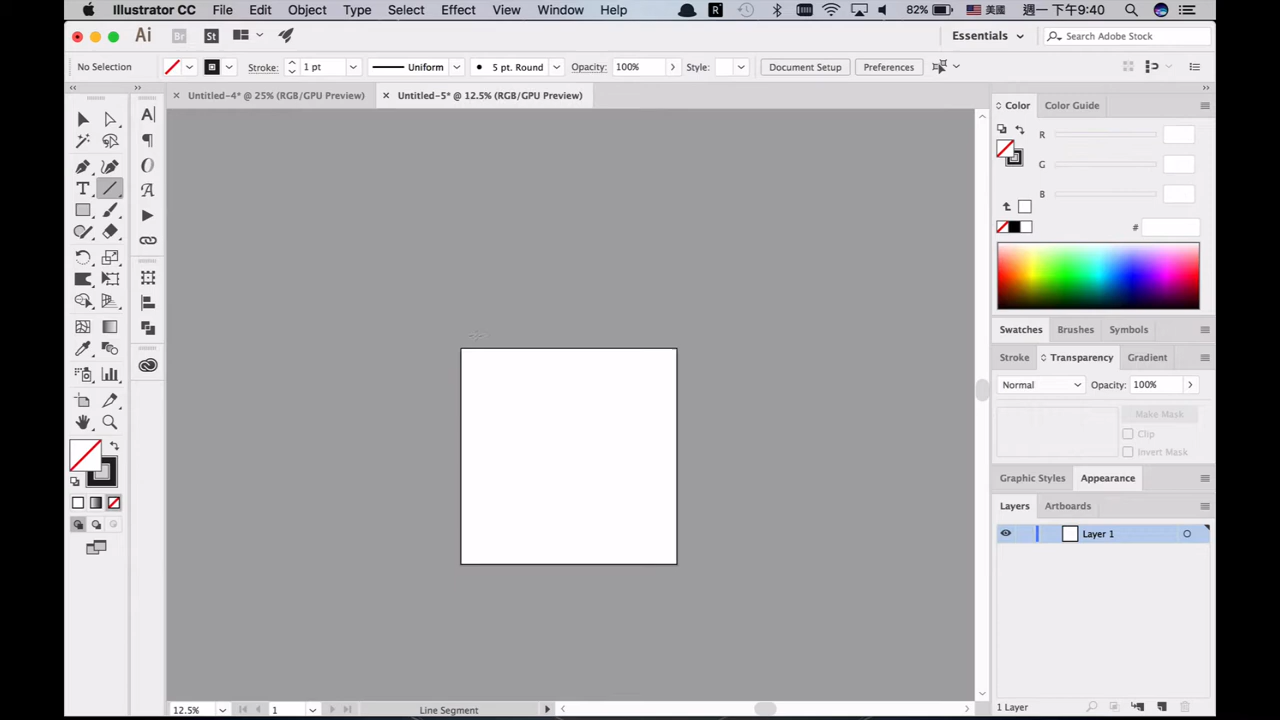 Illustrator CC File Edit Object Type Select Effect View Window Help 82% 美國 週一 下午9:40
Ai Br St Essentials Search Adobe Stock
No Selection Stroke: 1 pt Uniform 5 pt. Round Opacity: 100% Style: Document Setup Preferences
Untitled-4* @ 25% (RGB/GPU Preview) Untitled-5* @ 12.5% (RGB/GPU Preview)
Color Color Guide
R
G
B
#
Swatches Brushes Symbols
Stroke Transparency Gradient
Normal Opacity: 100%
Make Mask
Clip
Invert Mask
Graphic Styles Appearance
Layers Artboards
Layer 1
12.5% 1 Line Segment 1 Layer